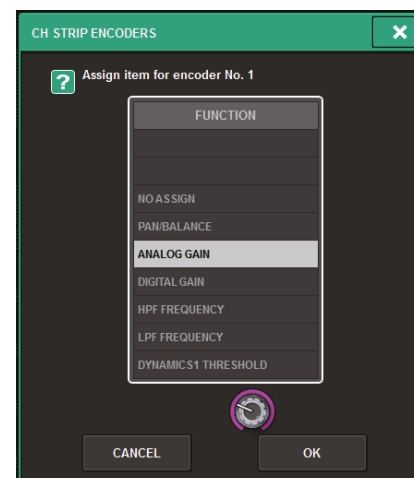 CH STRIP ENCODERS
?
Assign item for encoder No. 1
FUNCTION
NO ASSIGN
PAN/BALANCE
ANALOG GAIN
DIGITAL GAIN
HPF FREQUENCY
LPF FREQUENCY
DYNAMICS1 THRESHOLD
CANCEL
OK